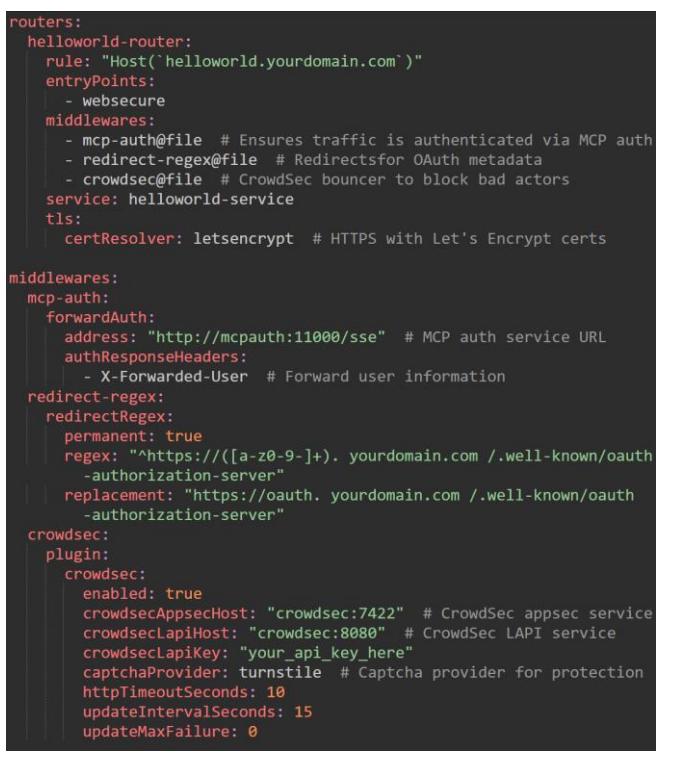 routers:
  helloworld-router:
    rule: "Host(`helloworld.yourdomain.com`)"
    entryPoints:
      - websecure
    middlewares:
      - mcp-auth@file  # Ensures traffic is authenticated via MCP auth
      - redirect-regex@file  # Redirectsfor OAuth metadata
      - crowdsec@file  # CrowdSec bouncer to block bad actors
    service: helloworld-service
    tls:
      certResolver: letsencrypt  # HTTPS with Let's Encrypt certs

middlewares:
  mcp-auth:
    forwardAuth:
      address: "http://mcpauth:11000/sse"  # MCP auth service URL
      authResponseHeaders:
        - X-Forwarded-User  # Forward user information
  redirect-regex:
    redirectRegex:
      permanent: true
      regex: "^https://([a-z0-9-]+). yourdomain.com /.well-known/oauth
        -authorization-server"
      replacement: "https://oauth. yourdomain.com /.well-known/oauth
        -authorization-server"
  crowdsec:
    plugin:
      crowdsec:
        enabled: true
        crowdsecAppsecHost: "crowdsec:7422"  # CrowdSec appsec service
        crowdsecLapiHost: "crowdsec:8080"  # CrowdSec LAPI service
        crowdsecLapiKey: "your_api_key_here"
        captchaProvider: turnstile  # Captcha provider for protection
        httpTimeoutSeconds: 10
        updateIntervalSeconds: 15
        updateMaxFailure: 0